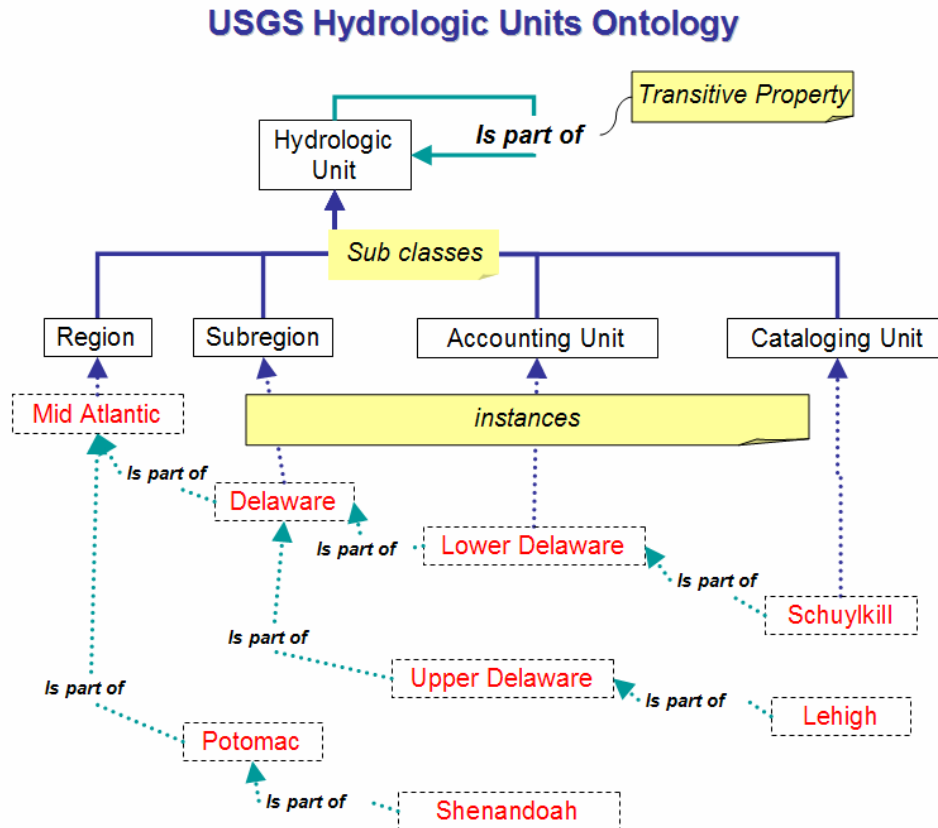 USGS Hydrologic Units Ontology
Transitive Property
Is part of
Hydrologic
Unit
Sub classes
Region
Subregion
Accounting Unit
Cataloging Unit
Mid Atlantic
instances
Is part of
Delaware
Is part of
Lower Delaware
Is part of
Schuylkill
Is part of
Upper Delaware
Is part of
Lehigh
Is part of
Potomac
Is part of
Shenandoah